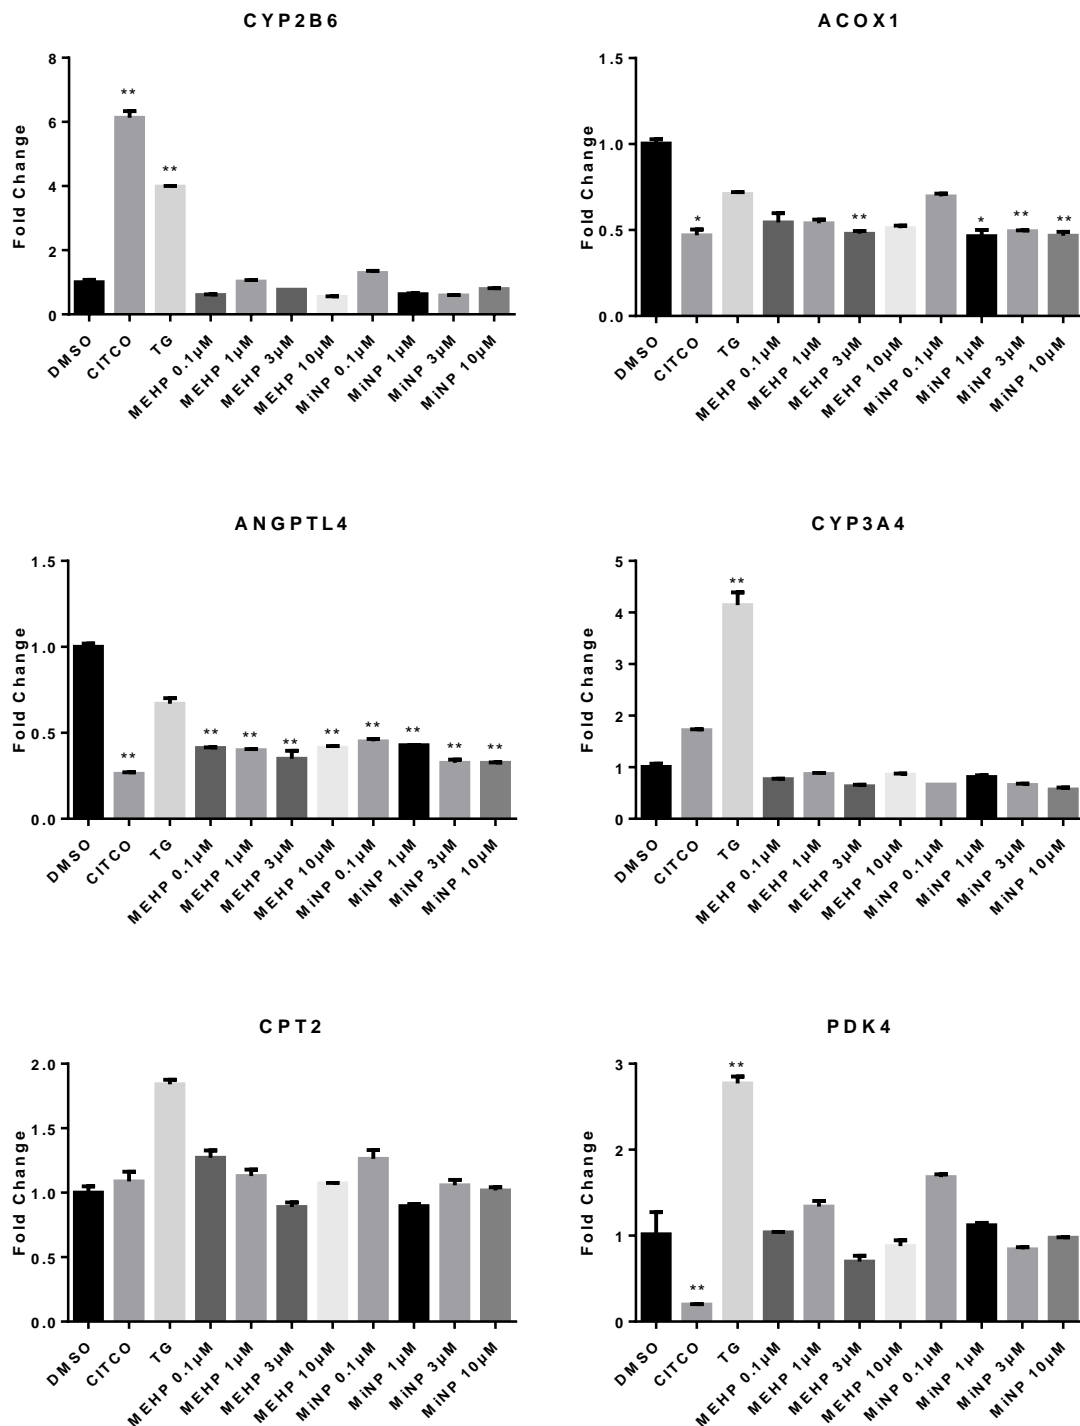 CYP2B6
Fold Change
8
6
4
2
0
**
**
DMSO
CITCO
TG
MEHP 0.1µM
MEHP 1µM
MEHP 3µM
MEHP 10µM
MiNP 0.1µM
MiNP 1µM
MiNP 3µM
MiNP 10µM
ACOX1
Fold Change
1.5
1.0
0.5
0.0
*
**
*
**
**
DMSO
CITCO
TG
MEHP 0.1µM
MEHP 1µM
MEHP 3µM
MEHP 10µM
MiNP 0.1µM
MiNP 1µM
MiNP 3µM
MiNP 10µM
ANGPTL4
Fold Change
1.5
1.0
0.5
0.0
**
**
**
**
**
**
**
**
**
DMSO
CITCO
TG
MEHP 0.1µM
MEHP 1µM
MEHP 3µM
MEHP 10µM
MiNP 0.1µM
MiNP 1µM
MiNP 3µM
MiNP 10µM
CYP3A4
Fold Change
5
4
3
2
1
0
**
DMSO
CITCO
TG
MEHP 0.1µM
MEHP 1µM
MEHP 3µM
MEHP 10µM
MiNP 0.1µM
MiNP 1µM
MiNP 3µM
MiNP 10µM
CPT2
Fold Change
2.0
1.5
1.0
0.5
0.0
DMSO
CITCO
TG
MEHP 0.1µM
MEHP 1µM
MEHP 3µM
MEHP 10µM
MiNP 0.1µM
MiNP 1µM
MiNP 3µM
MiNP 10µM
PDK4
Fold Change
3
2
1
0
**
**
DMSO
CITCO
TG
MEHP 0.1µM
MEHP 1µM
MEHP 3µM
MEHP 10µM
MiNP 0.1µM
MiNP 1µM
MiNP 3µM
MiNP 10µM